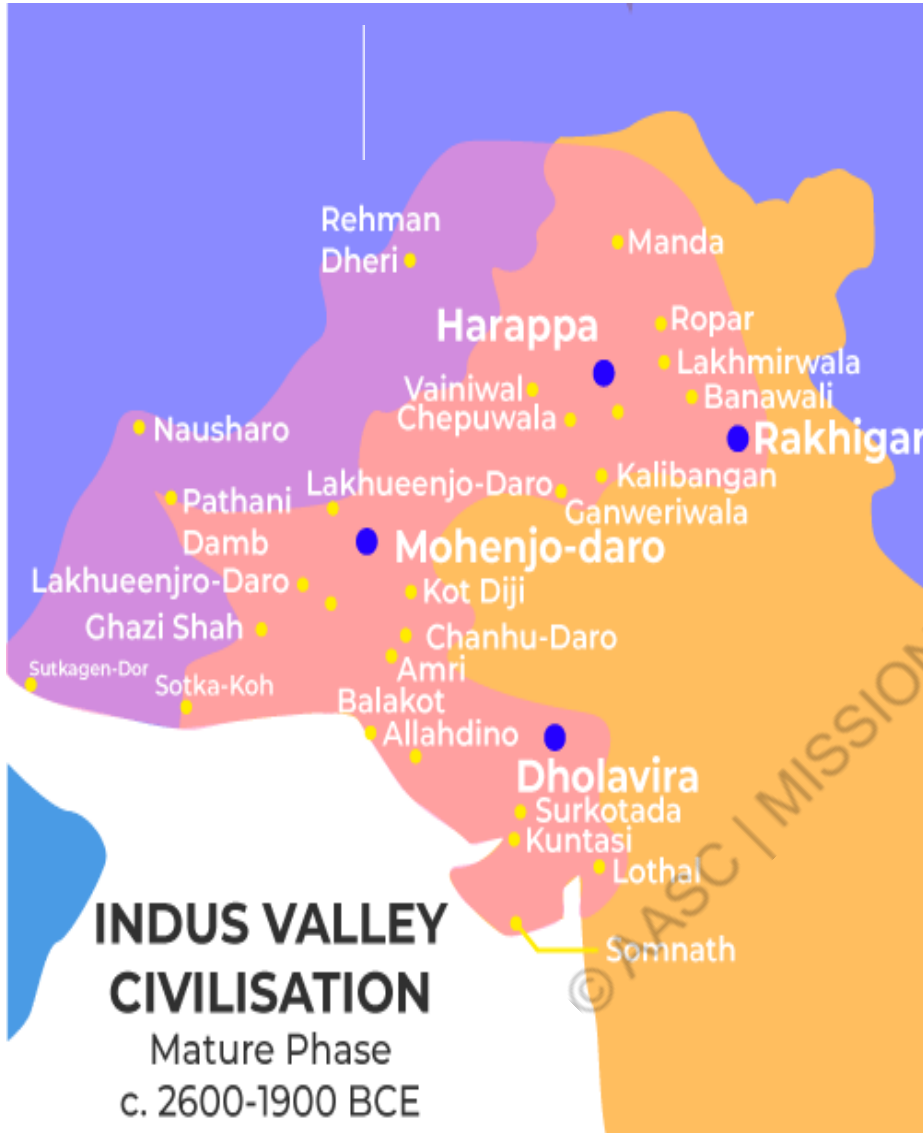 Rehman
Dheri
Manda
Harappa
Ropar
Lakhmirwala
Vainiwal
Banawali
Chepuwala
Nausharo
Rakhigar
Lakhueenjo-Daro
Kalibangan
Pathani
Damb
Ganweriwala
Mohenjo-daro
Lakhueenjro-Daro
Kot Diji
Ghazi Shah
Chanhu-Daro
Amri
Sutkagen-Dor
Sotka-Koh
Balakot
Allahdino
Dholavira
Surkotada
Kuntasi
Lothal
Somnath
INDUS VALLEY
CIVILISATION
Mature Phase
c. 2600-1900 BCE
© AASC | MISSION